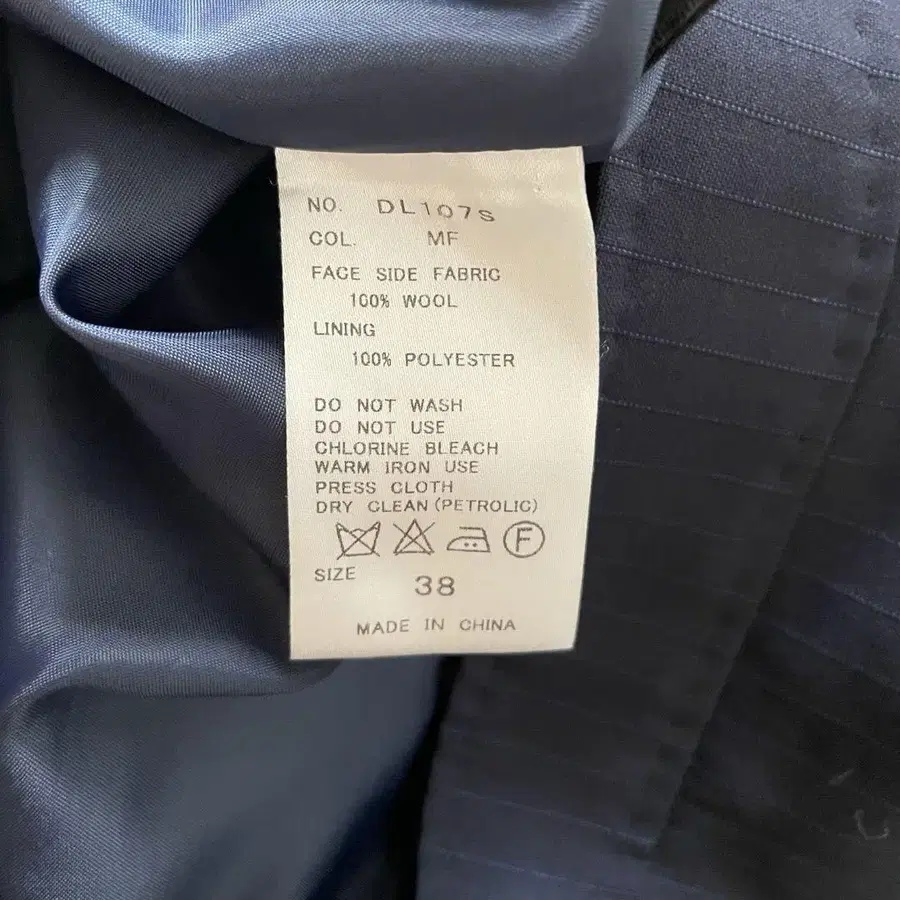 NO. DL107S
COL. MF
FACE SIDE FABRIC
100% WOOL
LINING
100% POLYESTER
DO NOT WASH
DO NOT USE
CHLORINE BLEACH
WARM IRON USE
PRESS CLOTH
DRY CLEAN(PETROLIC)
F
SIZE
38
MADE IN CHINA